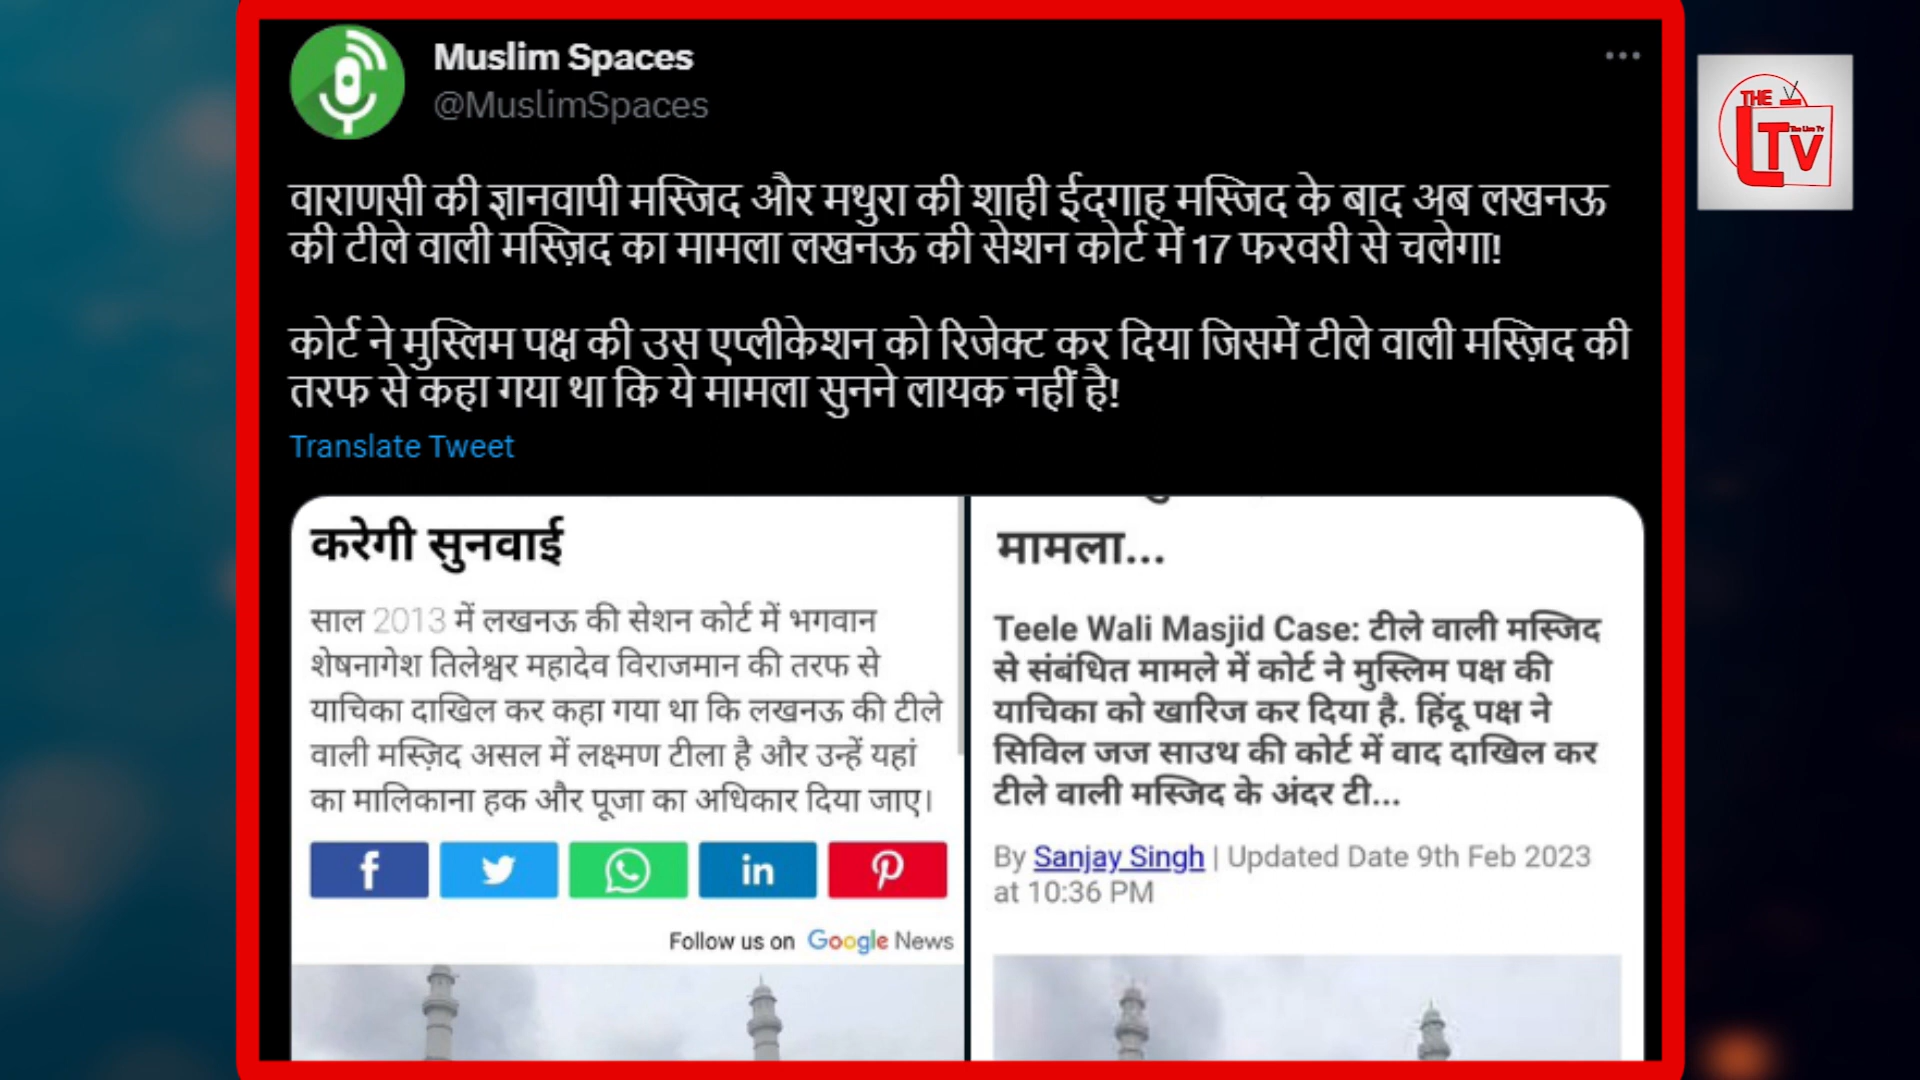 Muslim Spaces
@MuslimSpaces
वाराणसी की ज्ञानवापी मस्जिद और मथुरा की शाही ईदगाह मस्जिद के बाद अब लखनऊ
की टीले वाली मस्ज़िद का मामला लखनऊ की सेशन कोर्ट में 17 फरवरी से चलेगा!
कोर्ट ने मुस्लिम पक्ष की उस एप्लीकेशन को रिजेक्ट कर दिया जिसमें टीले वाली मस्ज़िद की
तरफ से कहा गया था कि ये मामला सुनने लायक नहीं है!
Translate Tweet
करेगी सुनवाई
साल 2013 में लखनऊ की सेशन कोर्ट में भगवान
शेषनागेश तिलेश्वर महादेव विराजमान की तरफ से
याचिका दाखिल कर कहा गया था कि लखनऊ की टीले
वाली मस्ज़िद असल में लक्ष्मण टीला है और उन्हें यहां
का मालिकाना हक और पूजा का अधिकार दिया जाए।
Follow us on Google News
मामला...
Teele Wali Masjid Case: टीले वाली मस्जिद
से संबंधित मामले में कोर्ट ने मुस्लिम पक्ष की
याचिका को खारिज कर दिया है. हिंदू पक्ष ने
सिविल जज साउथ की कोर्ट में वाद दाखिल कर
टीले वाली मस्जिद के अंदर टी...
By Sanjay Singh | Updated Date 9th Feb 2023
at 10:36 PM
THE
LTV
The Live Tv